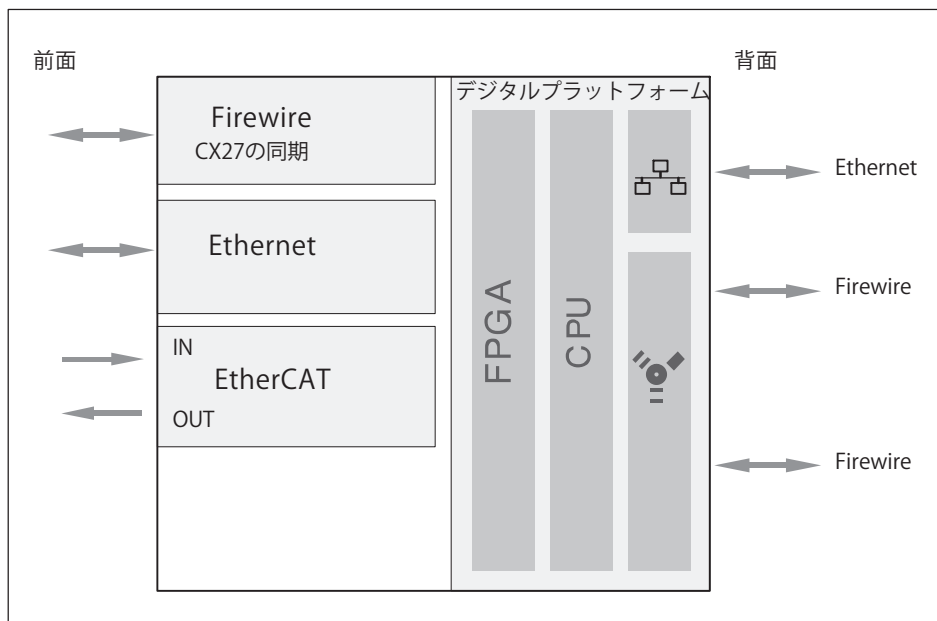 前面
背面
デジタルプラットフォーム
Firewire
CX27の同期
Ethernet
IN
EtherCAT
OUT
FPGA
CPU
Ethernet
Firewire
Firewire